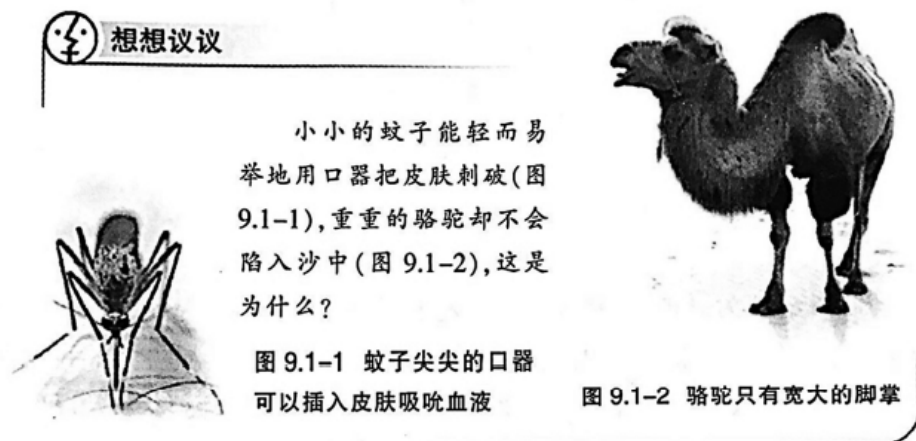 想想议议
小小的蚊子能轻而易
举地用口器把皮肤刺破(图
9.1-1),重重的骆驼却不会
陷入沙中(图 9.1-2),这是
为什么?
图 9.1-1 蚊子尖尖的口器
可以插入皮肤吸吮血液
图 9.1-2 骆驼只有宽大的脚掌